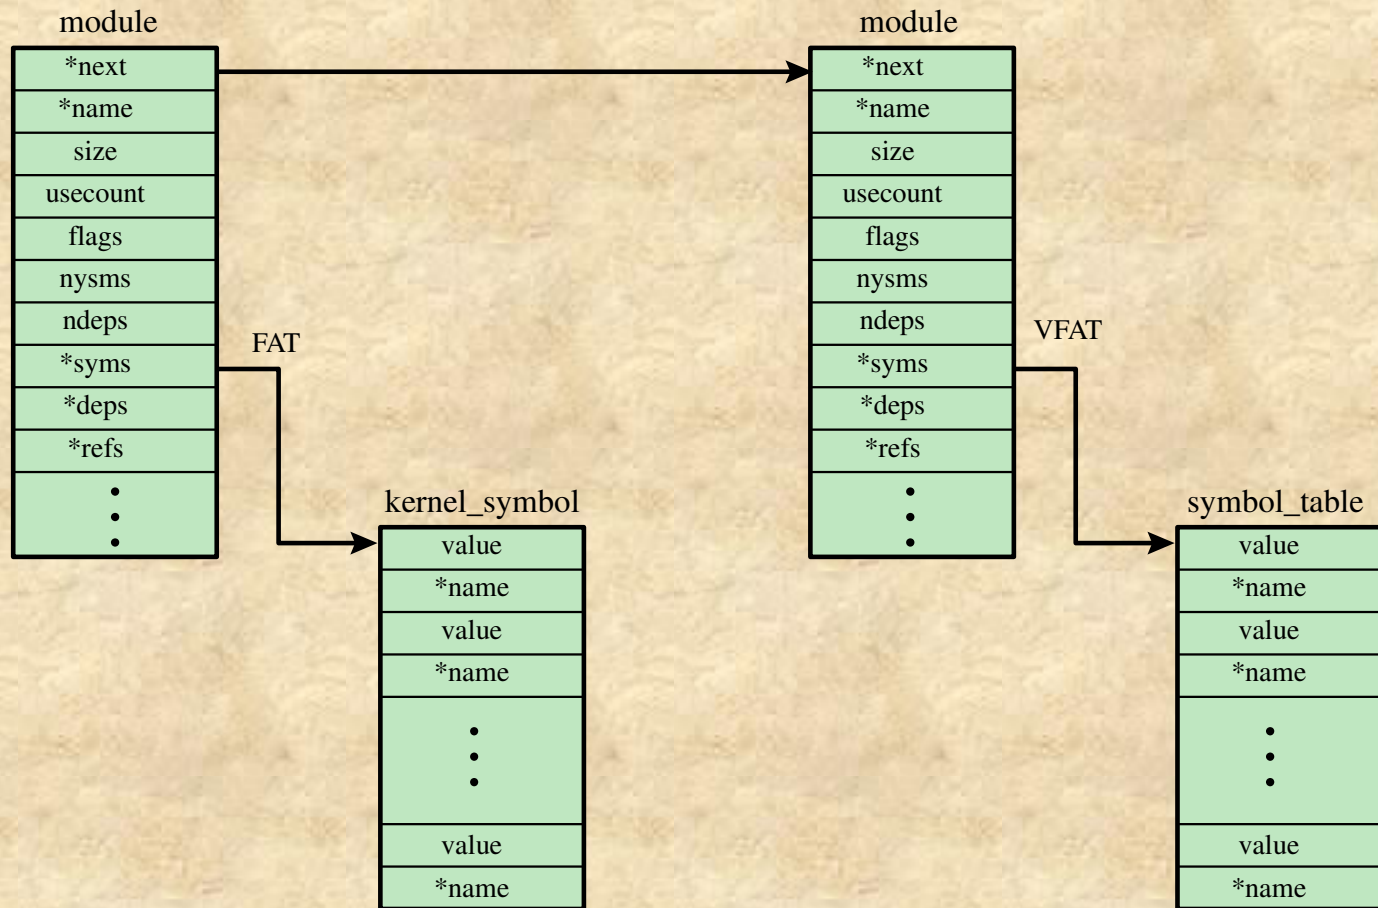 module
*next
*name
size
usecount
flags
nysms
ndeps
*syms
*deps
*refs
FAT
kernel_symbol
value
*name
value
*name
value
*name
module
*next
*name
size
usecount
flags
nysms
ndeps
*syms
*deps
*refs
VFAT
symbol_table
value
*name
value
*name
value
*name